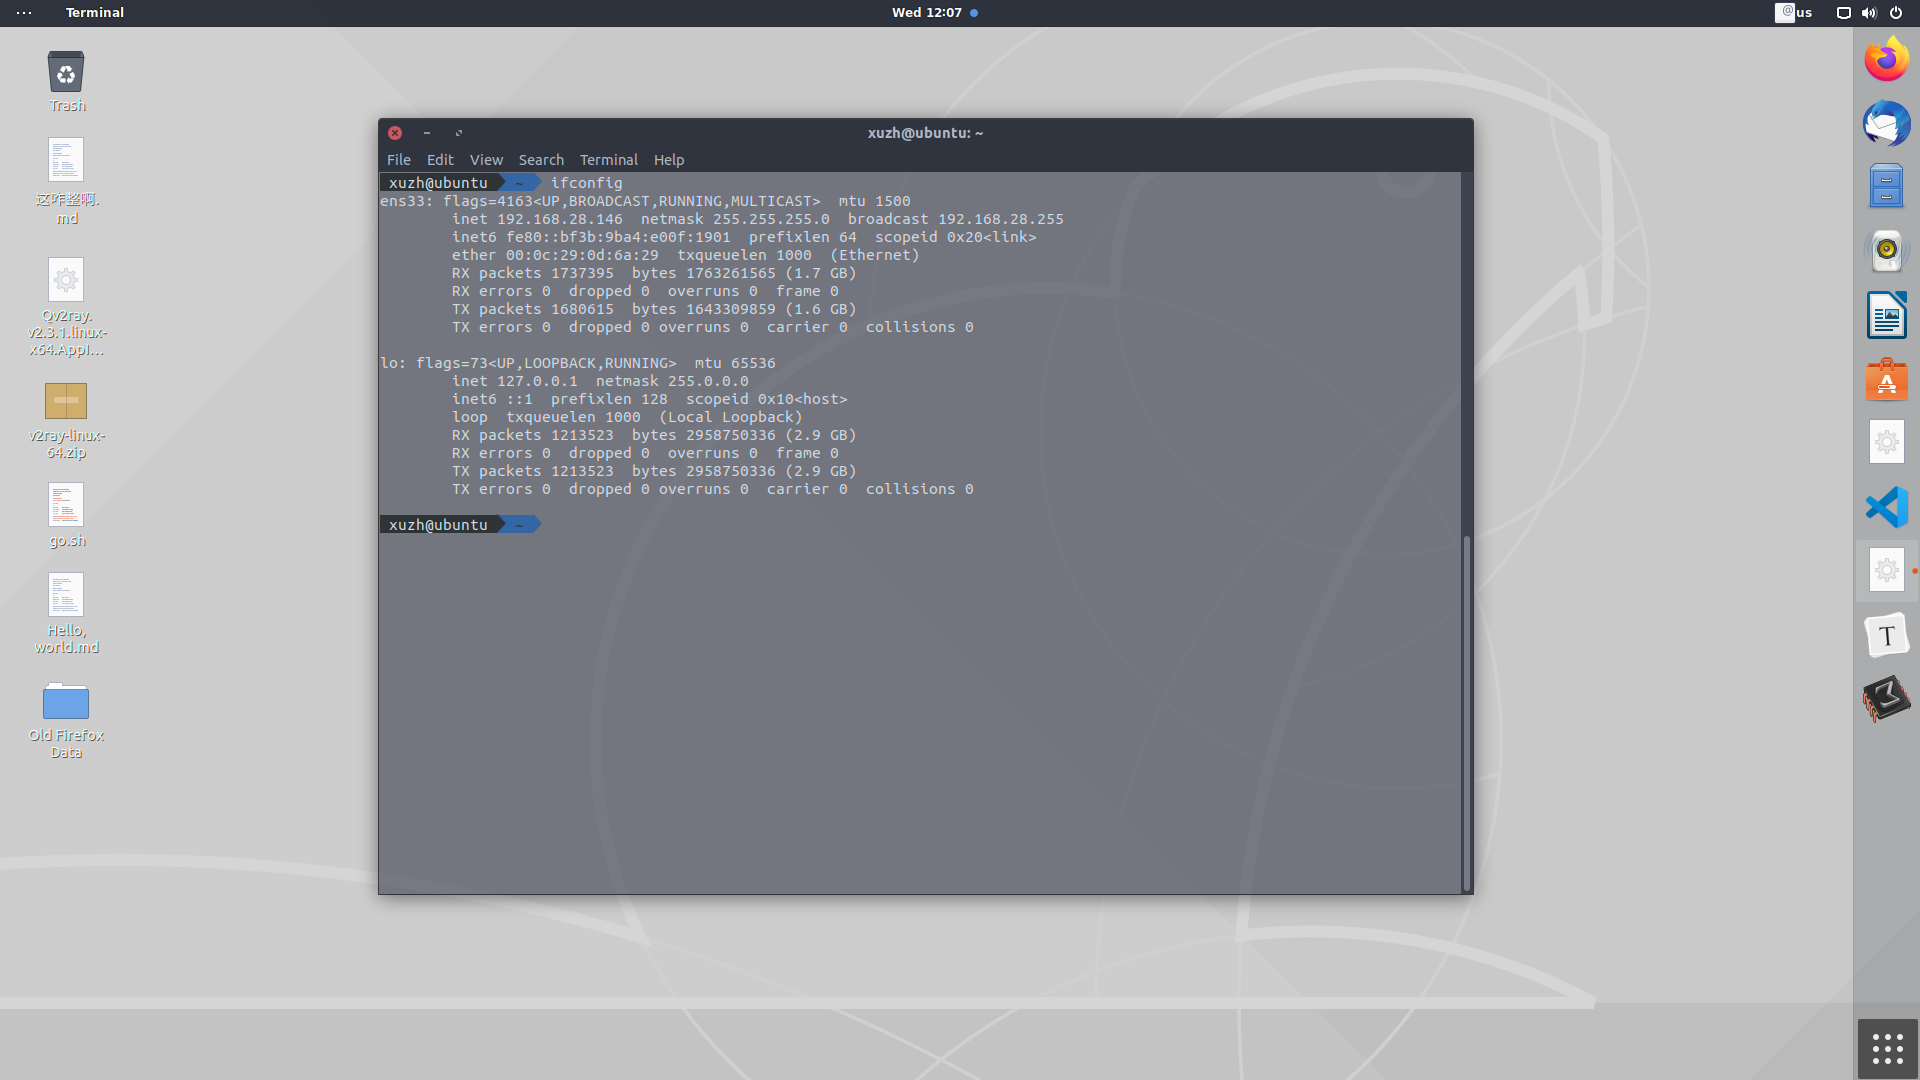 Terminal
Wed 12:07
us
Trash
这咋整啊.
md
Qv2ray.
v2.3.1.linux-
x64.AppI...
v2ray-linux-
64.zip
go.sh
Hello,
world.md
Old Firefox
Data
xuzh@ubuntu: ~
File Edit View Search Terminal Help
xuzh@ubuntu ~ ifconfig
ens33: flags=4163<UP,BROADCAST,RUNNING,MULTICAST>  mtu 1500
        inet 192.168.28.146  netmask 255.255.255.0  broadcast 192.168.28.255
        inet6 fe80::bf3b:9ba4:e00f:1901  prefixlen 64  scopeid 0x20<link>
        ether 00:0c:29:0d:6a:29  txqueuelen 1000  (Ethernet)
        RX packets 1737395  bytes 1763261565 (1.7 GB)
        RX errors 0  dropped 0  overruns 0  frame 0
        TX packets 1680615  bytes 1643309859 (1.6 GB)
        TX errors 0  dropped 0 overruns 0  carrier 0  collisions 0
lo: flags=73<UP,LOOPBACK,RUNNING>  mtu 65536
        inet 127.0.0.1  netmask 255.0.0.0
        inet6 ::1  prefixlen 128  scopeid 0x10<host>
        loop  txqueuelen 1000  (Local Loopback)
        RX packets 1213523  bytes 2958750336 (2.9 GB)
        RX errors 0  dropped 0  overruns 0  frame 0
        TX packets 1213523  bytes 2958750336 (2.9 GB)
        TX errors 0  dropped 0 overruns 0  carrier 0  collisions 0
xuzh@ubuntu ~